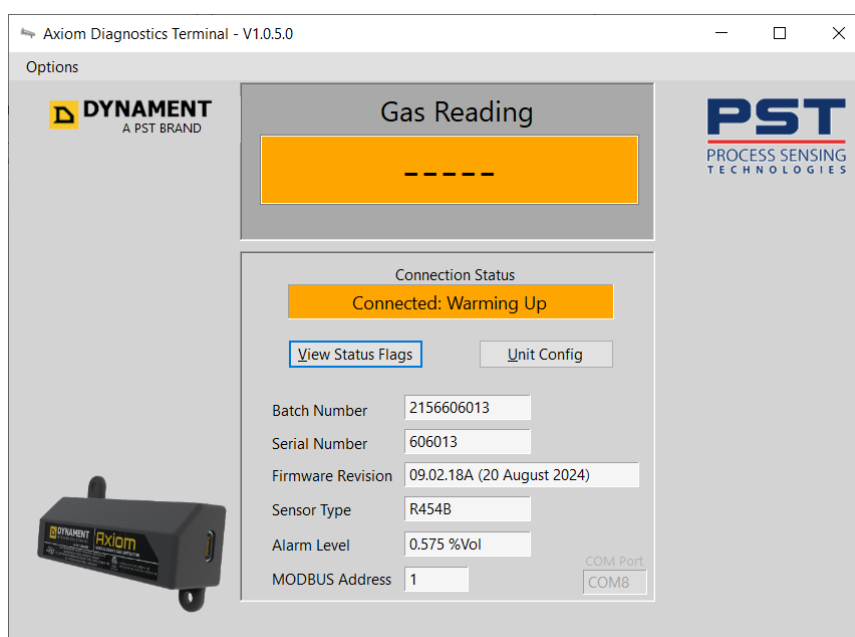 Axiom Diagnostics Terminal - V1.0.5.0
Options
DYNAMENT
A PST BRAND
Gas Reading
-----
PST
PROCESS SENSING
TECHNOLOGIES
Connection Status
Connected: Warming Up
View Status Flags
Unit Config
Batch Number 2156606013
Serial Number 606013
Firmware Revision 09.02.18A (20 August 2024)
Sensor Type R454B
Alarm Level 0.575 %Vol
COM Port
MODBUS Address 1
COM8
DYNAMENT Axiom